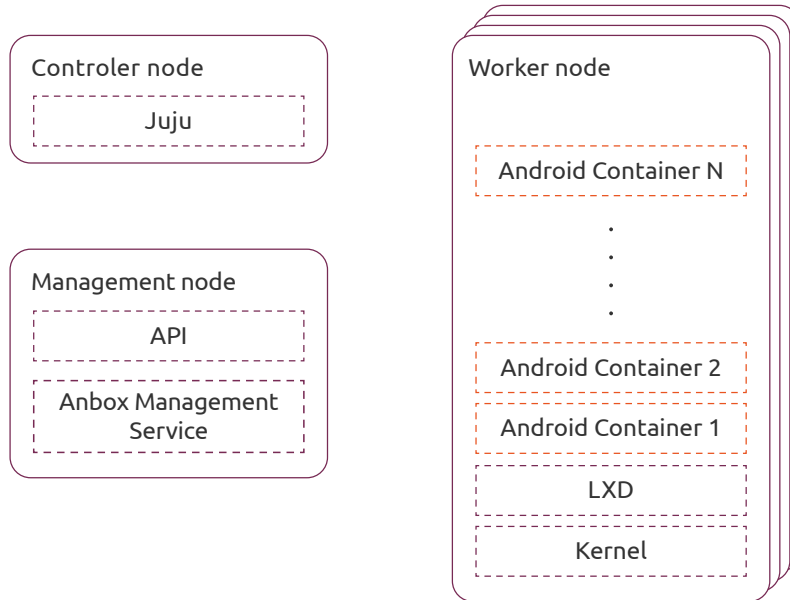 Controler node
Juju
Management node
API
Anbox Management
Service
Worker node
Android Container N
.
.
.
.
Android Container 2
Android Container 1
LXD
Kernel